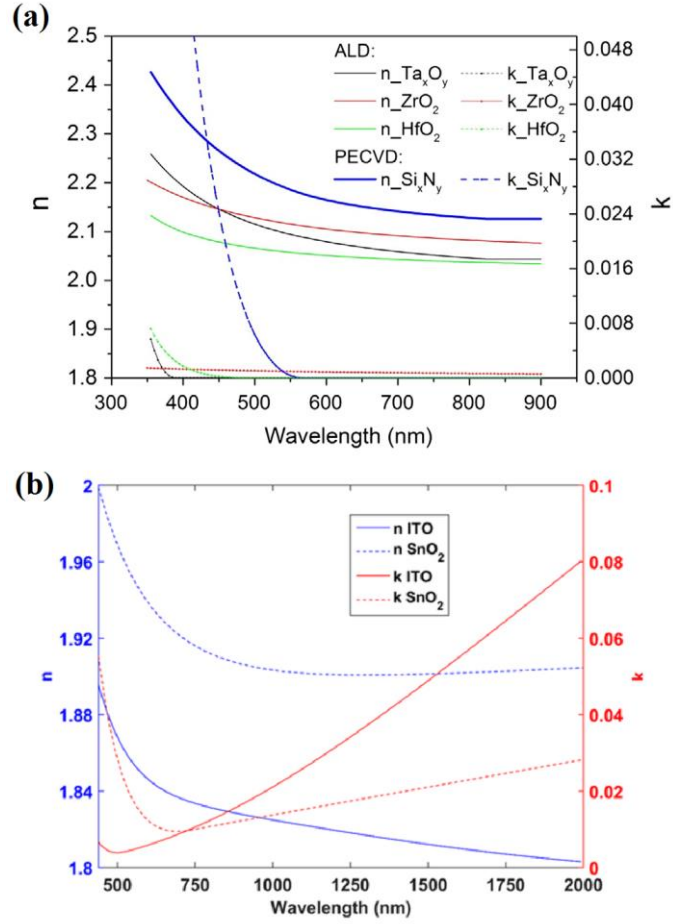 (a)
2.5
2.4
2.3
2.2
2.1
2.0
1.9
1.8
n
ALD:
n_TaₓOᵧ k_TaₓOᵧ
n_ZrO₂ k_ZrO₂
n_HfO₂ k_HfO₂
PECVD:
n_SiₓNᵧ k_SiₓNᵧ
0.048
0.040
0.032
0.024
0.016
0.008
0.000
k
300 400 500 600 700 800 900
Wavelength (nm)
(b)
2
1.96
1.92
1.88
1.84
1.8
n
n ITO
n SnO₂
k ITO
k SnO₂
0.1
0.08
0.06
0.04
0.02
0
k
500 750 1000 1250 1500 1750 2000
Wavelength (nm)